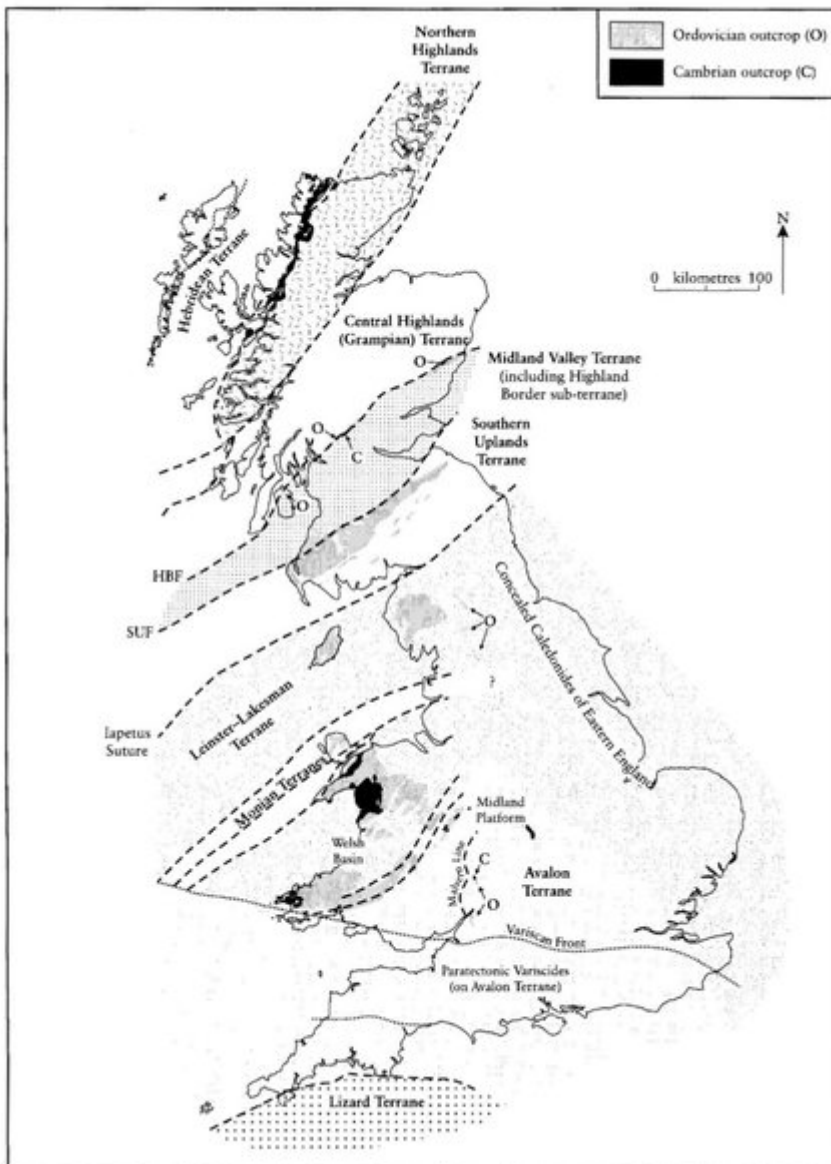 Northern
Highlands
Terrane
Ordovician outcrop (O)
Cambrian outcrop (C)
N
0 kilometres 100
Hebridean Terrane
Central Highlands
(Grampian) Terrane
O
Midland Valley Terrane
(including Highland
Border sub-terrane)
Southern
Uplands
Terrane
O
C
O
HBF
SUF
Concealed Caledonides of Eastern England
O
?
Iapetus
Suture
Leinster–Lakesman
Terrane
Monian Terrane
Midland
Platform
Welsh
Basin
Malvern Line
C
Avalon
Terrane
O
Variscan Front
Paratectonic Variscides
(on Avalon Terrane)
Lizard Terrane